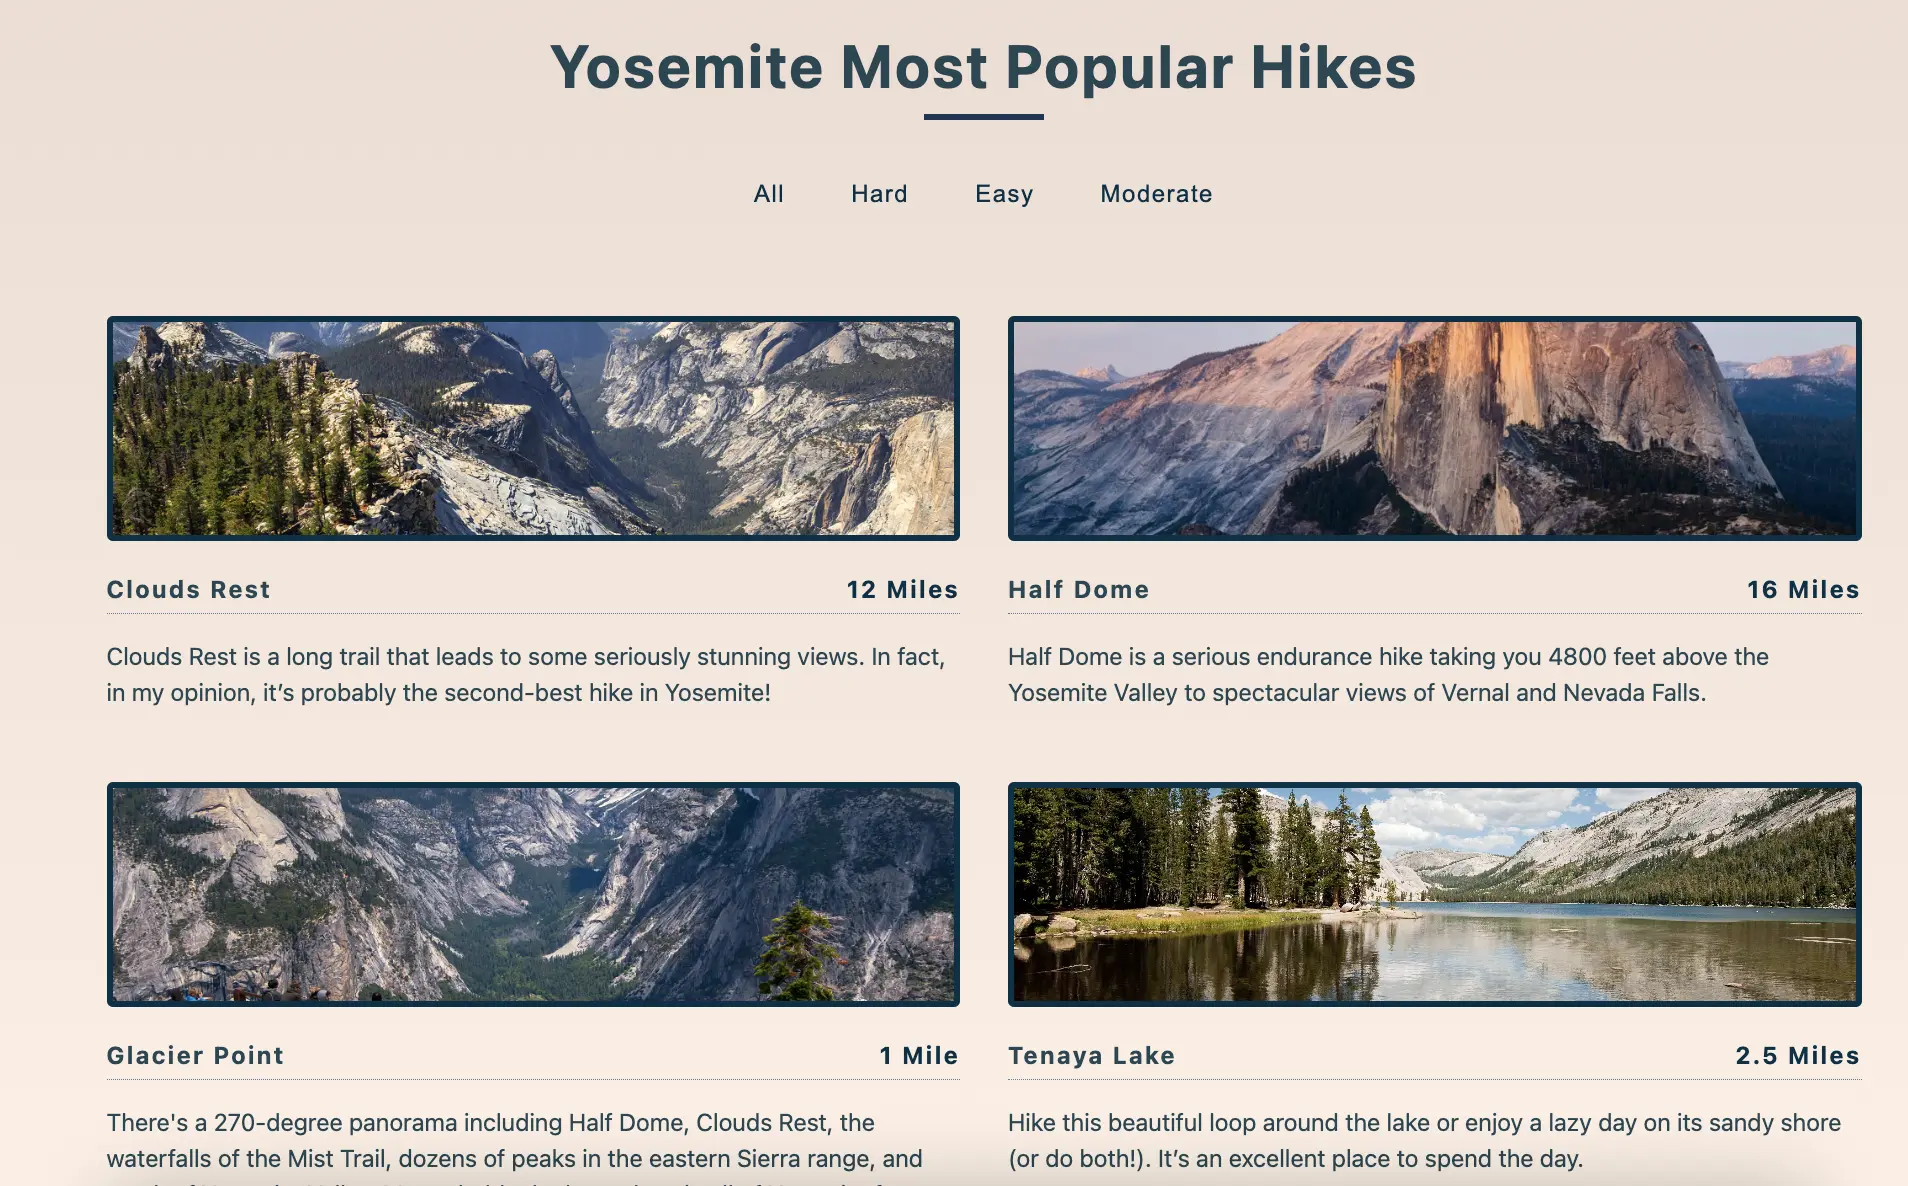 Yosemite Most Popular Hikes
All Hard Easy Moderate
Clouds Rest 12 Miles
Clouds Rest is a long trail that leads to some seriously stunning views. In fact,
in my opinion, it’s probably the second-best hike in Yosemite!
Half Dome 16 Miles
Half Dome is a serious endurance hike taking you 4800 feet above the
Yosemite Valley to spectacular views of Vernal and Nevada Falls.
Glacier Point 1 Mile
There's a 270-degree panorama including Half Dome, Clouds Rest, the
waterfalls of the Mist Trail, dozens of peaks in the eastern Sierra range, and
Tenaya Lake 2.5 Miles
Hike this beautiful loop around the lake or enjoy a lazy day on its sandy shore
(or do both!). It’s an excellent place to spend the day.